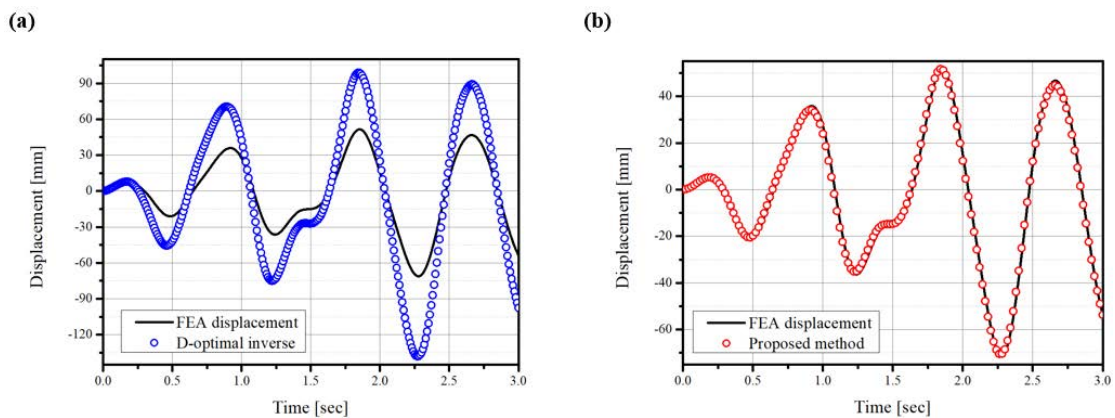 (a)
(b)
Displacement [mm]
90
60
30
0
-30
-60
-90
-120
FEA displacement
D-optimal inverse
0.0 0.5 1.0 1.5 2.0 2.5 3.0
Time [sec]
Displacement [mm]
40
20
0
-20
-40
-60
FEA displacement
Proposed method
0.0 0.5 1.0 1.5 2.0 2.5 3.0
Time [sec]